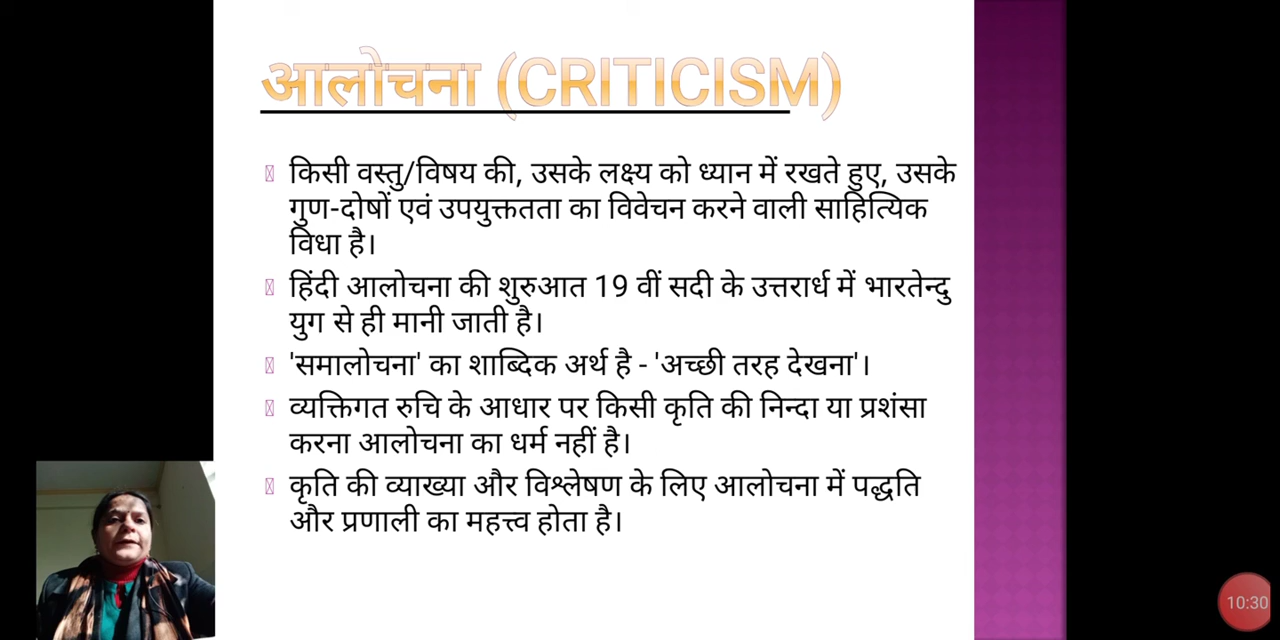 आलोचना (CRITICISM)
किसी वस्तु/विषय की, उसके लक्ष्य को ध्यान में रखते हुए, उसके
गुण-दोषों एवं उपयुक्ततता का विवेचन करने वाली साहित्यिक
विधा है।
हिंदी आलोचना की शुरुआत 19 वीं सदी के उत्तरार्ध में भारतेन्दु
युग से ही मानी जाती है।
'समालोचना' का शाब्दिक अर्थ है - 'अच्छी तरह देखना'।
व्यक्तिगत रुचि के आधार पर किसी कृति की निन्दा या प्रशंसा
करना आलोचना का धर्म नहीं है।
कृति की व्याख्या और विश्लेषण के लिए आलोचना में पद्धति
और प्रणाली का महत्त्व होता है।
10:30